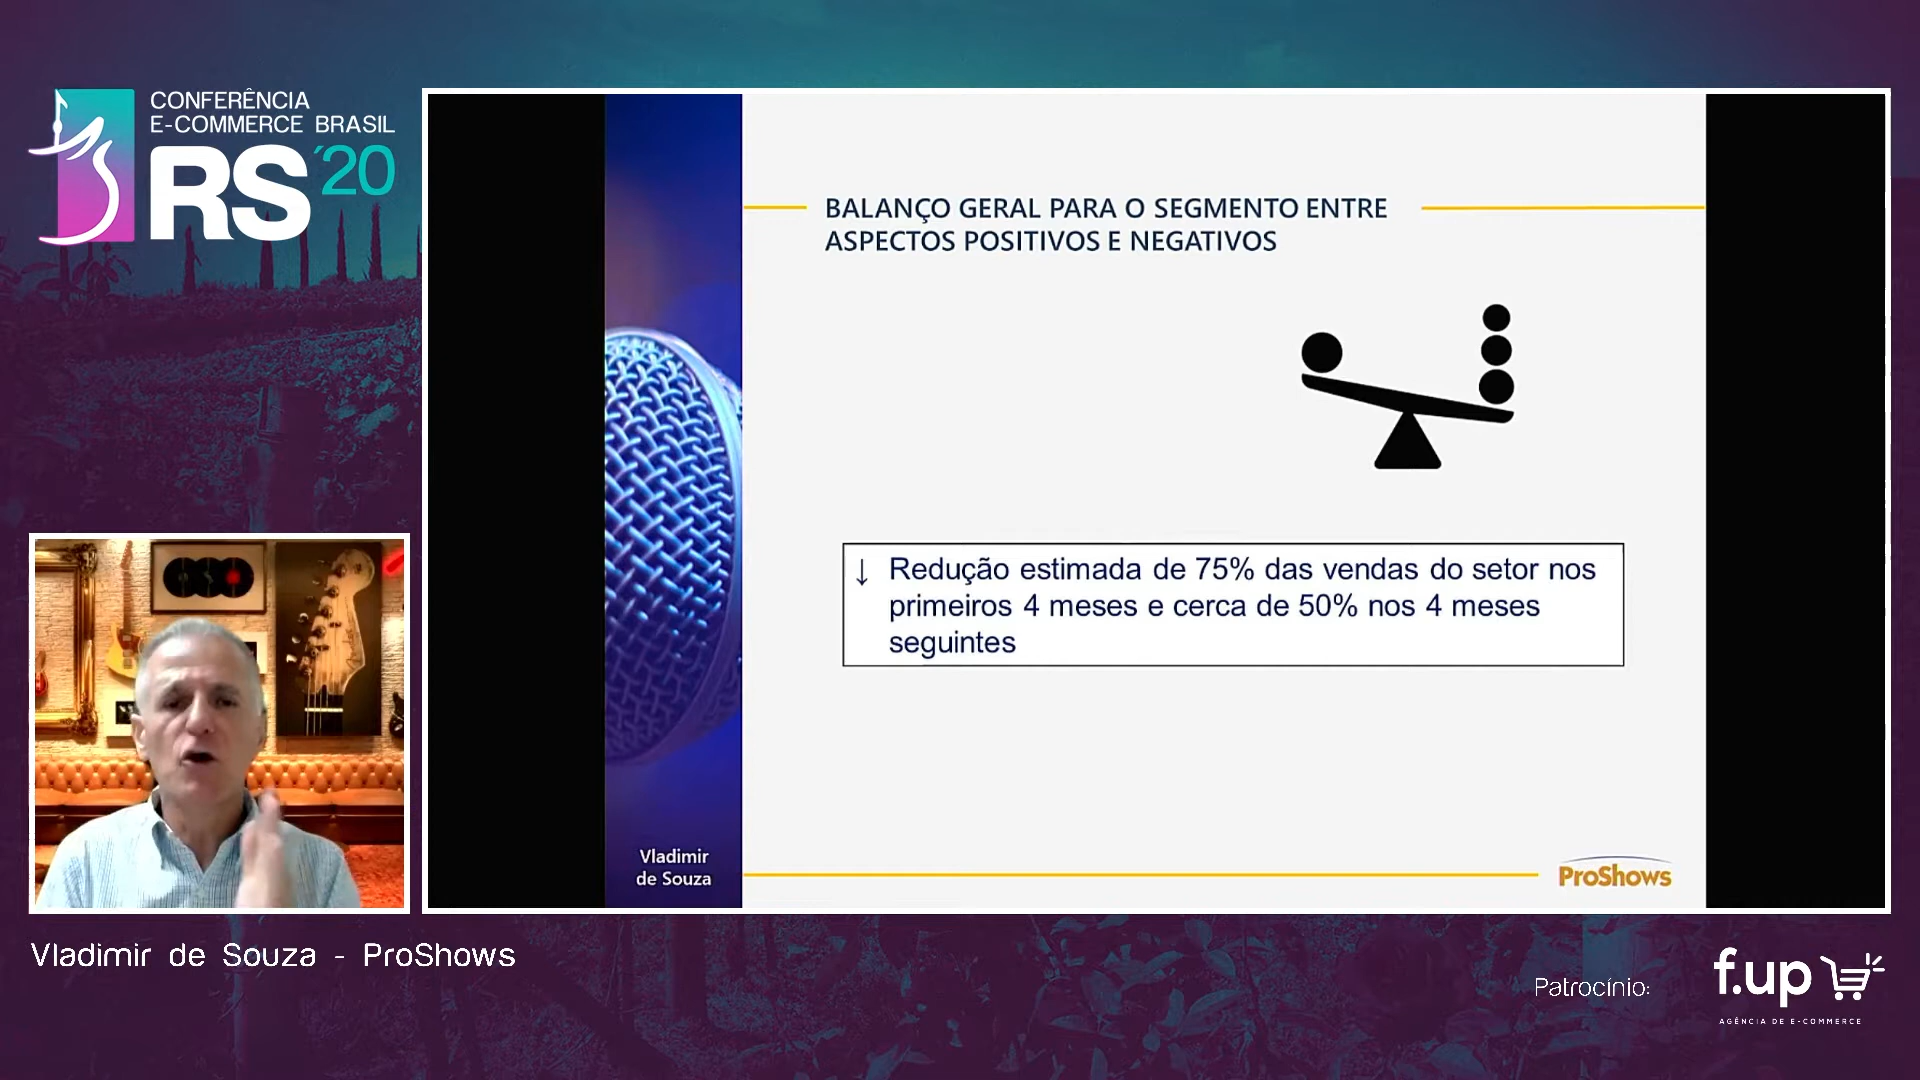 CONFERÊNCIA
E-COMMERCE BRASIL
RS '20
BALANÇO GERAL PARA O SEGMENTO ENTRE
ASPECTOS POSITIVOS E NEGATIVOS
↓ Redução estimada de 75% das vendas do setor nos
primeiros 4 meses e cerca de 50% nos 4 meses
seguintes
Vladimir
de Souza
ProShows
Vladimir de Souza - ProShows
Patrocínio:
f.up
AGÊNCIA DE E-COMMERCE